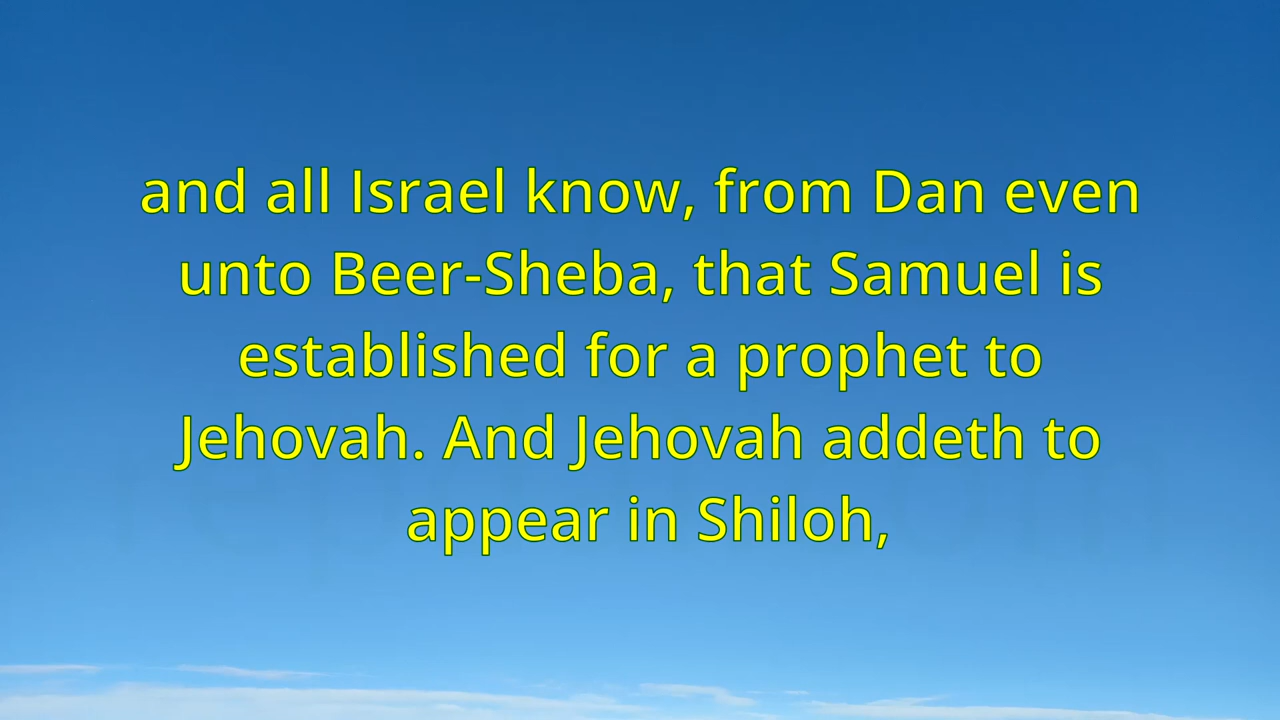 and all Israel know, from Dan even
unto Beer-Sheba, that Samuel is
established for a prophet to
Jehovah. And Jehovah addeth to
appear in Shiloh,